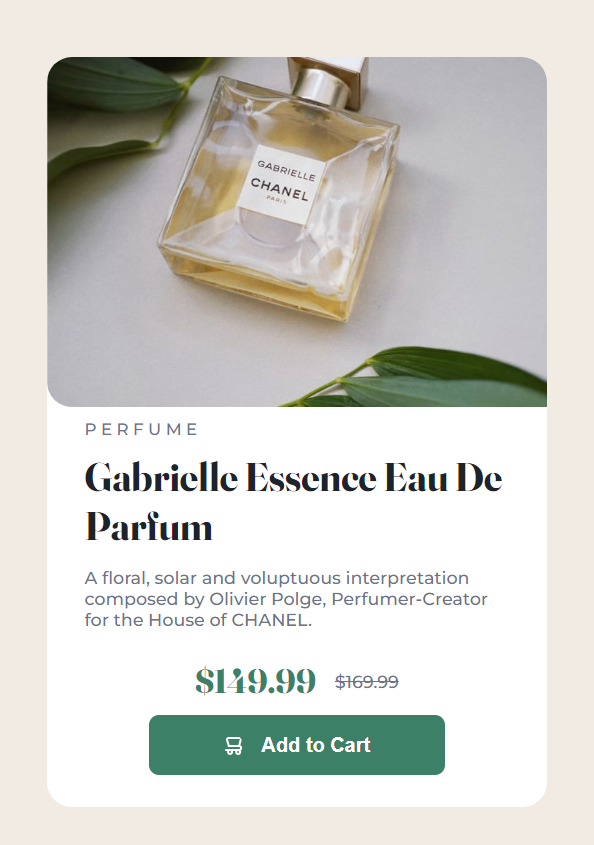 GABRIELLE
CHANEL
PARIS
PERFUME
Gabrielle Essence Eau De
Parfum
A floral, solar and voluptuous interpretation
composed by Olivier Polge, Perfumer-Creator
for the House of CHANEL.
$149.99 $169.99
Add to Cart